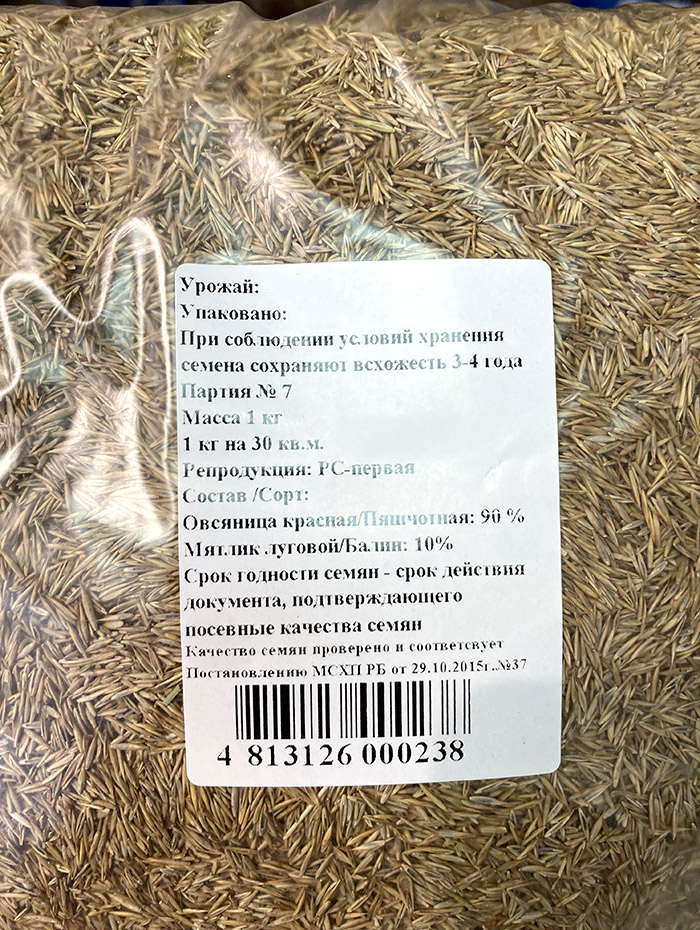 Урожай:
Упаковано:
При соблюдении условий хранения
семена сохраняют всхожесть 3-4 года
Партия № 7
Масса 1 кг
1 кг на 30 кв.м.
Репродукция: РС-первая
Состав /Сорт:
Овсяница красная/Пяшчотная: 90 %
Мятлик луговой/Балин: 10%
Срок годности семян - срок действия
документа, подтверждающего
посевные качества семян
Качество семян проверено и соответсвует
Постановлению МСХП РБ от 29.10.2015г..№37
4 813126 000238